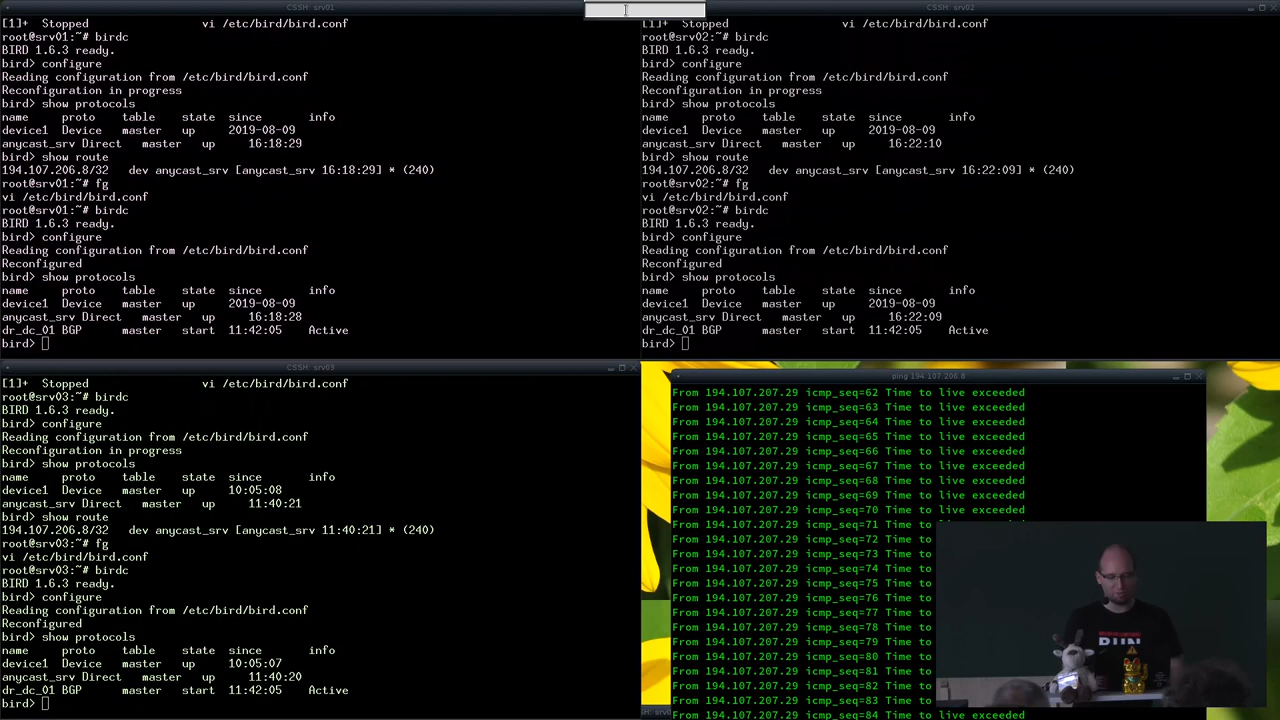 CSSH: srv01
[1]+  Stopped                 vi /etc/bird/bird.conf
root@srv01:~# birdc
BIRD 1.6.3 ready.
bird> configure
Reading configuration from /etc/bird/bird.conf
Reconfiguration in progress
bird> show protocols
name     proto    table    state  since       info
device1  Device   master   up     2019-08-09
anycast_srv Direct   master   up     16:18:29
bird> show route
194.107.206.8/32   dev anycast_srv [anycast_srv 16:18:29] * (240)
root@srv01:~# fg
vi /etc/bird/bird.conf
root@srv01:~# birdc
BIRD 1.6.3 ready.
bird> configure
Reading configuration from /etc/bird/bird.conf
Reconfigured
bird> show protocols
name     proto    table    state  since       info
device1  Device   master   up     2019-08-09
anycast_srv Direct   master   up     16:18:28
dr_dc_01 BGP      master   start  11:42:05    Active
bird>
CSSH: srv02
[1]+  Stopped                 vi /etc/bird/bird.conf
root@srv02:~# birdc
BIRD 1.6.3 ready.
bird> configure
Reading configuration from /etc/bird/bird.conf
Reconfiguration in progress
bird> show protocols
name     proto    table    state  since       info
device1  Device   master   up     2019-08-09
anycast_srv Direct   master   up     16:22:10
bird> show route
194.107.206.8/32   dev anycast_srv [anycast_srv 16:22:09] * (240)
root@srv02:~# fg
vi /etc/bird/bird.conf
root@srv02:~# birdc
BIRD 1.6.3 ready.
bird> configure
Reading configuration from /etc/bird/bird.conf
Reconfigured
bird> show protocols
name     proto    table    state  since       info
device1  Device   master   up     2019-08-09
anycast_srv Direct   master   up     16:22:09
dr_dc_01 BGP      master   start  11:42:05    Active
bird>
CSSH: srv03
[1]+  Stopped                 vi /etc/bird/bird.conf
root@srv03:~# birdc
BIRD 1.6.3 ready.
bird> configure
Reading configuration from /etc/bird/bird.conf
Reconfiguration in progress
bird> show protocols
name     proto    table    state  since       info
device1  Device   master   up     10:05:08
anycast_srv Direct   master   up     11:40:21
bird> show route
194.107.206.8/32   dev anycast_srv [anycast_srv 11:40:21] * (240)
root@srv03:~# fg
vi /etc/bird/bird.conf
root@srv03:~# birdc
BIRD 1.6.3 ready.
bird> configure
Reading configuration from /etc/bird/bird.conf
Reconfigured
bird> show protocols
name     proto    table    state  since       info
device1  Device   master   up     10:05:07
anycast_srv Direct   master   up     11:40:20
dr_dc_01 BGP      master   start  11:42:05    Active
bird>
ping 194.107.206.8
From 194.107.207.29 icmp_seq=62 Time to live exceeded
From 194.107.207.29 icmp_seq=63 Time to live exceeded
From 194.107.207.29 icmp_seq=64 Time to live exceeded
From 194.107.207.29 icmp_seq=65 Time to live exceeded
From 194.107.207.29 icmp_seq=66 Time to live exceeded
From 194.107.207.29 icmp_seq=67 Time to live exceeded
From 194.107.207.29 icmp_seq=68 Time to live exceeded
From 194.107.207.29 icmp_seq=69 Time to live exceeded
From 194.107.207.29 icmp_seq=70 Time to live exceeded
From 194.107.207.29 icmp_seq=71 Time to live exceeded
From 194.107.207.29 icmp_seq=72 Time to
From 194.107.207.29 icmp_seq=73 Time to
From 194.107.207.29 icmp_seq=74 Time to
From 194.107.207.29 icmp_seq=75 Time to
From 194.107.207.29 icmp_seq=76 Time to
From 194.107.207.29 icmp_seq=77 Time to
From 194.107.207.29 icmp_seq=78 Time to
From 194.107.207.29 icmp_seq=79 Time to
From 194.107.207.29 icmp_seq=80 Time to
From 194.107.207.29 icmp_seq=81 Time to
From 194.107.207.29 icmp_seq=82 Time to
From 194.107.207.29 icmp_seq=83 Time to
From 194.107.207.29 icmp_seq=84 Time to live exceeded
RUN